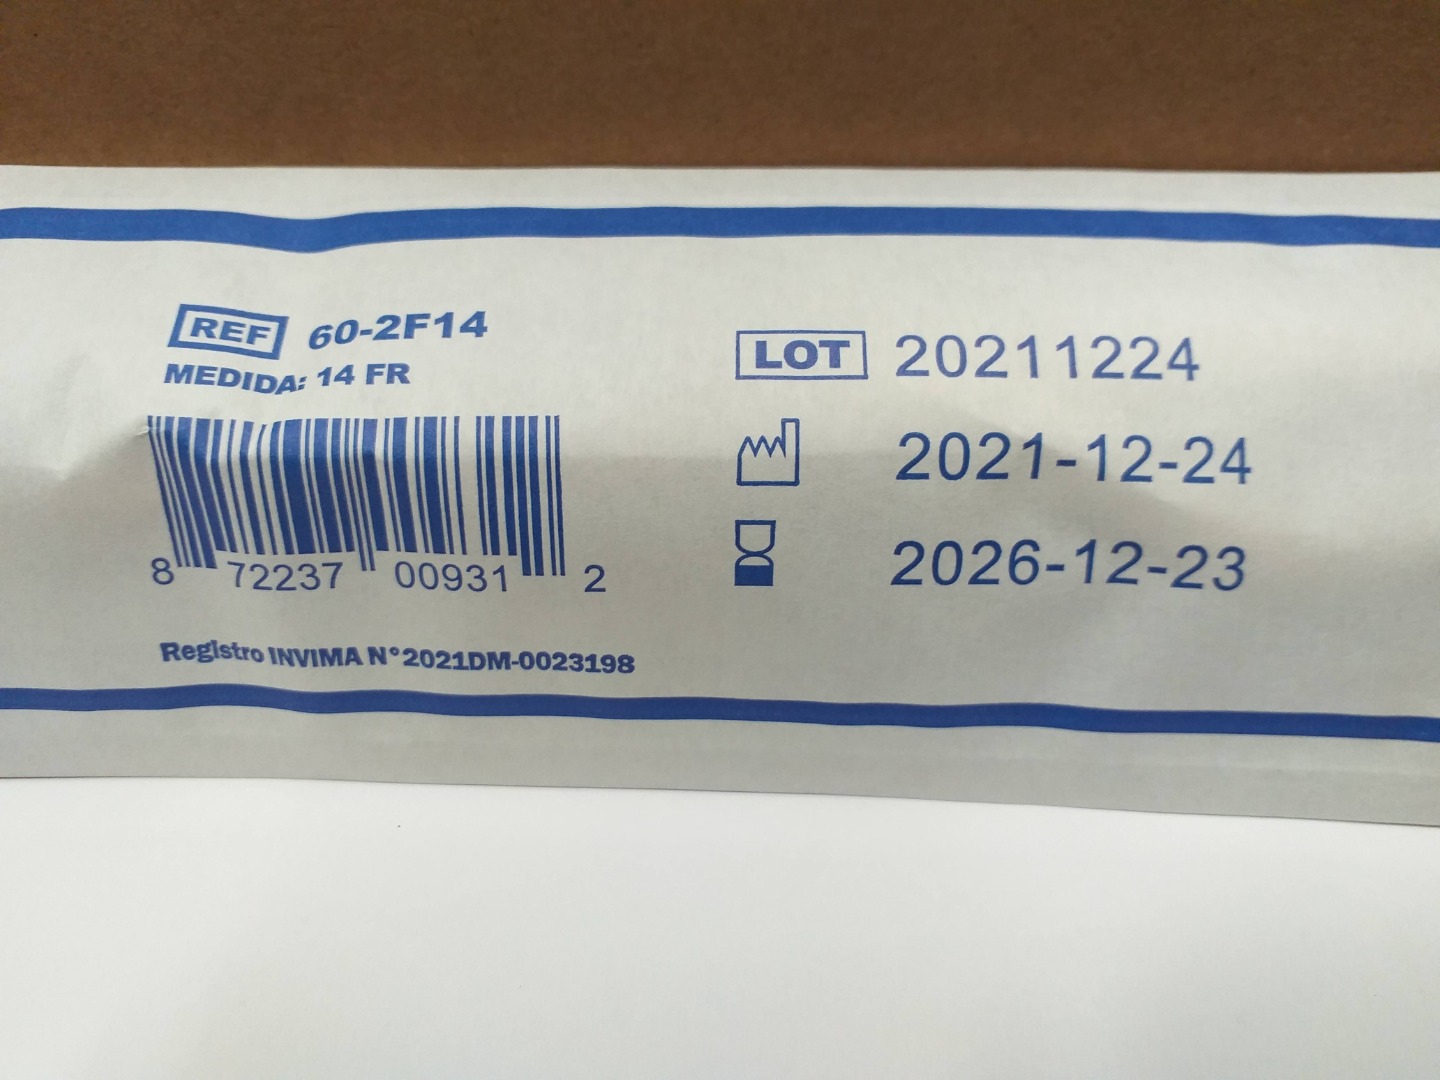 REF 60-2F14
MEDIDA: 14 FR
8 72237 00931 2
Registro INVIMA N°2021DM-0023198
LOT 20211224
2021-12-24
2026-12-23